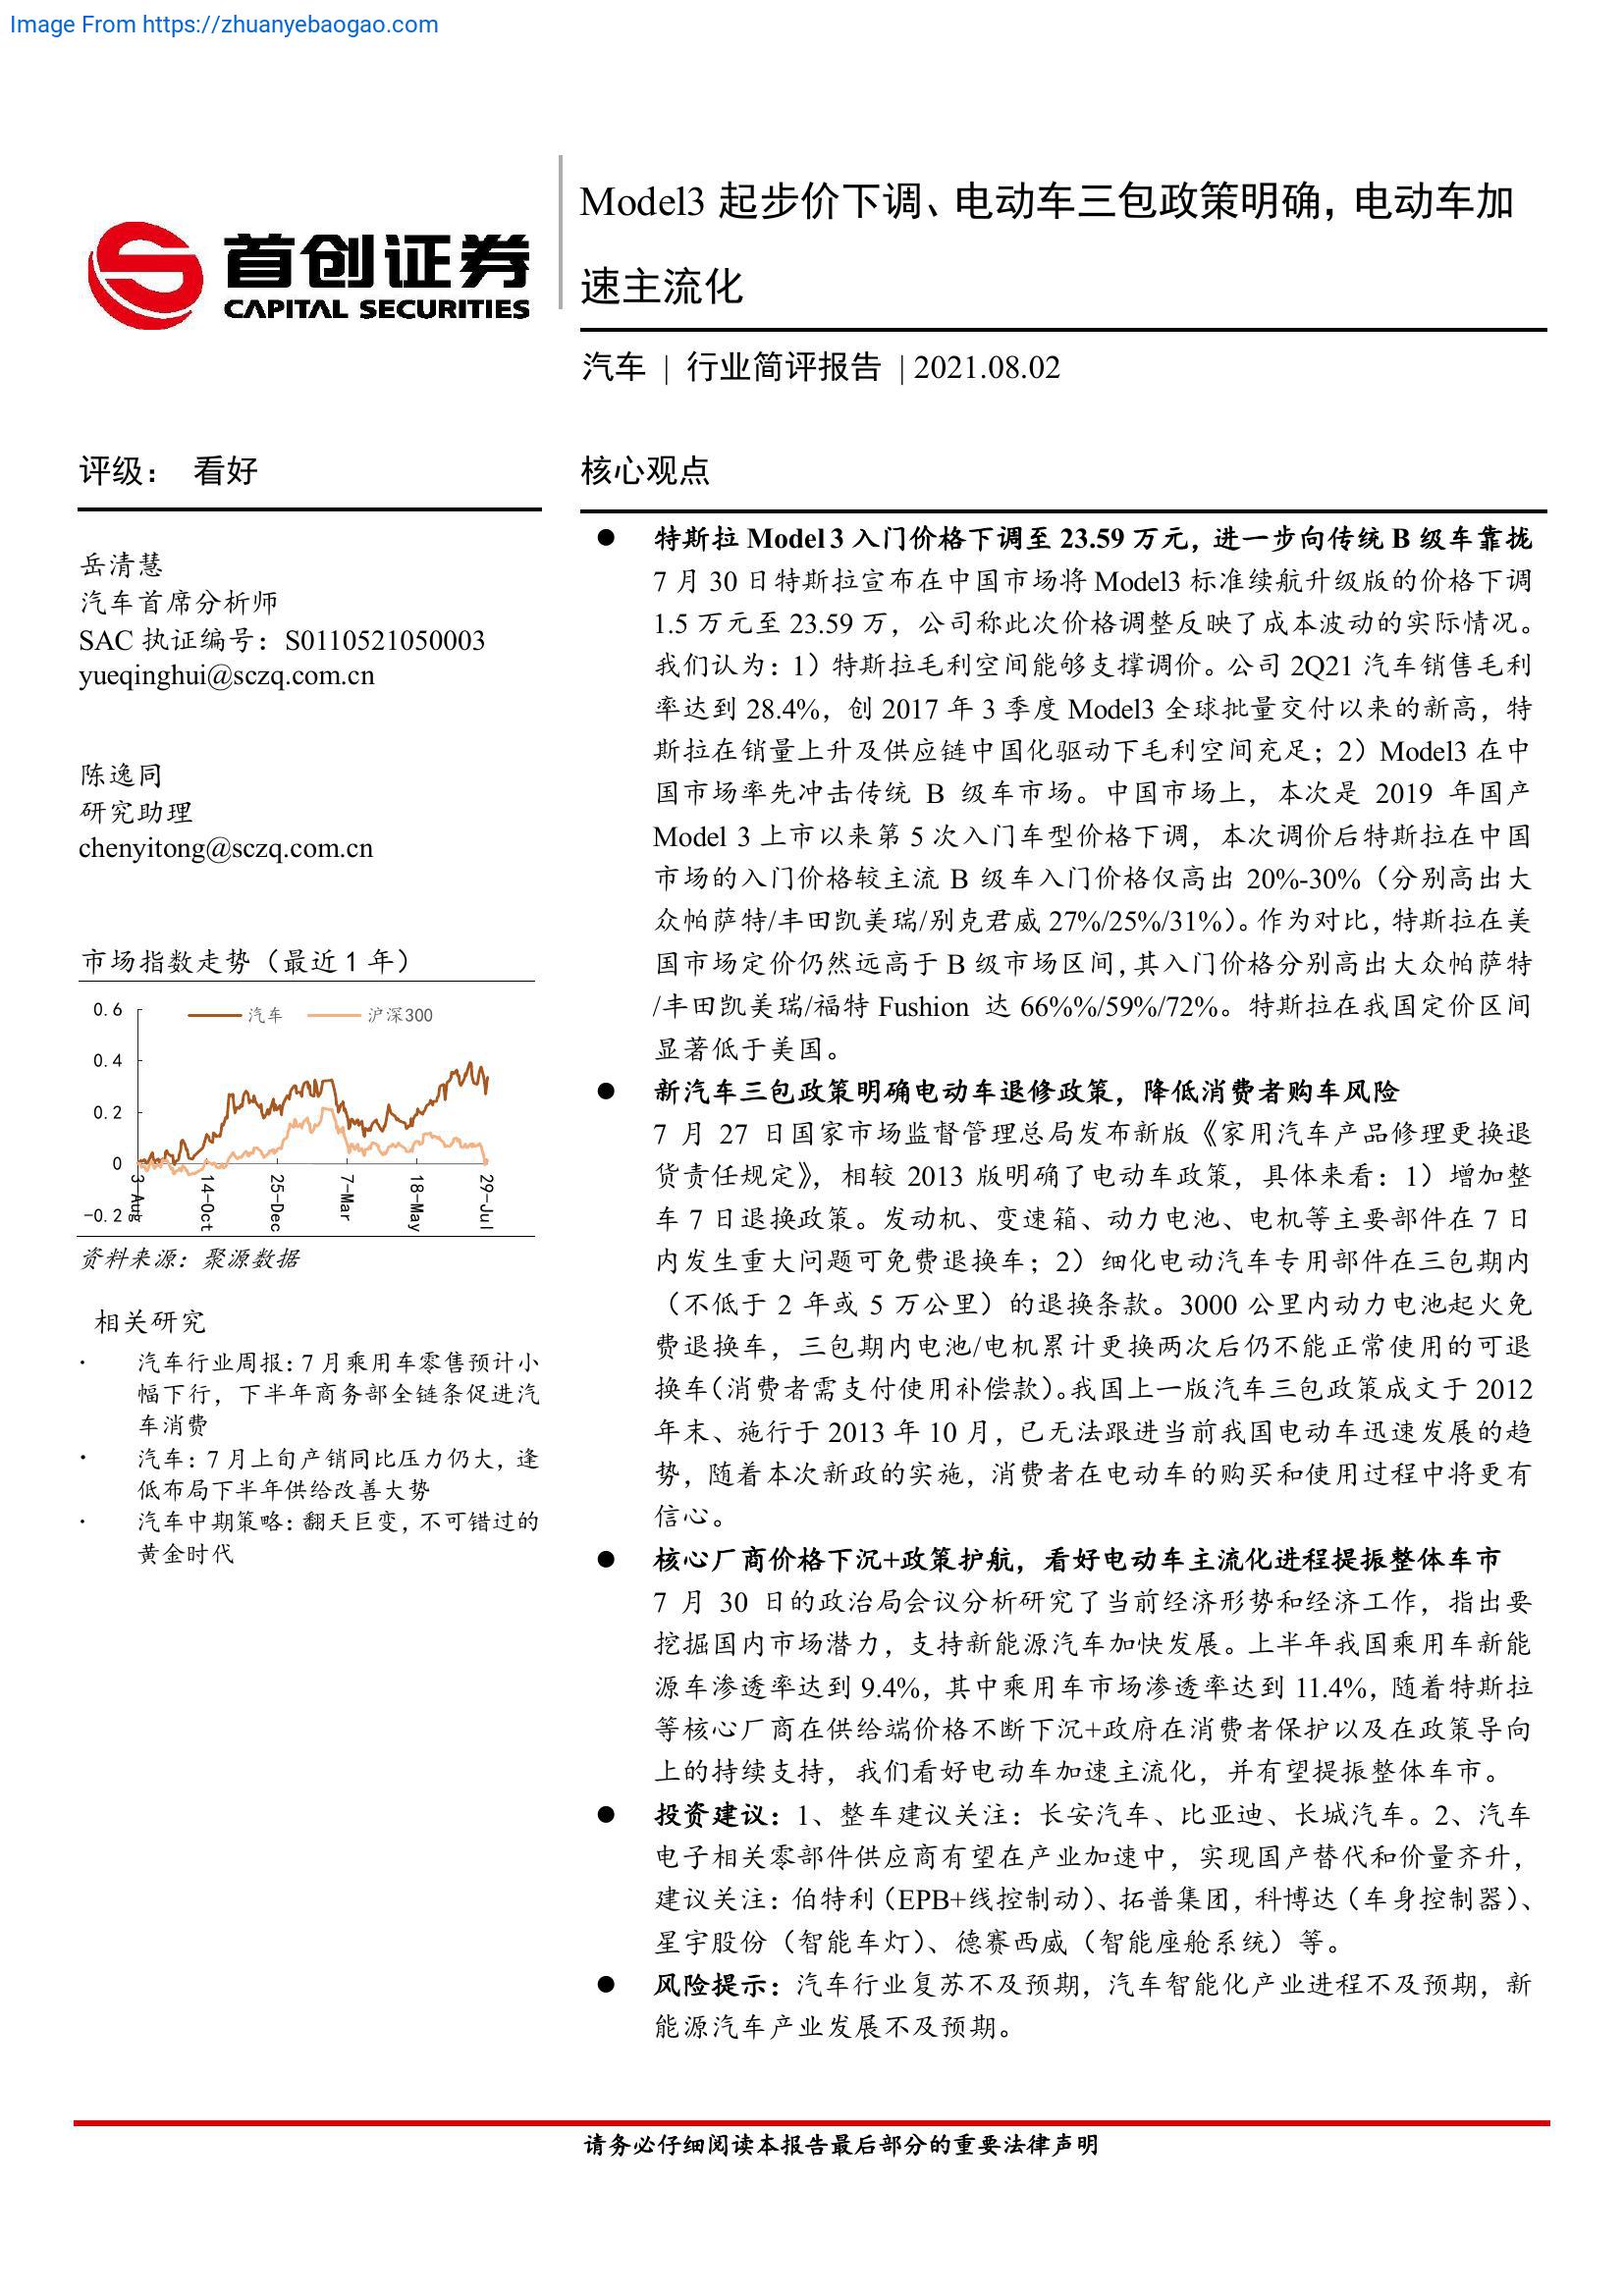 Image From https://zhuanyebaogao.com
首创证券
CAPITAL SECURITIES
Model3 起步价下调、电动车三包政策明确，电动车加
速主流化
汽车 | 行业简评报告 | 2021.08.02
评级： 看好
岳清慧
汽车首席分析师
SAC 执证编号：S0110521050003
yueqinghui@sczq.com.cn
陈逸同
研究助理
chenyitong@sczq.com.cn
市场指数走势（最近 1 年）
汽车 沪深300
0.6
0.4
0.2
0
-0.2
3-Aug
14-Oct
25-Dec
7-Mar
18-May
29-Jul
资料来源：聚源数据
相关研究
· 汽车行业周报：7 月乘用车零售预计小
幅下行，下半年商务部全链条促进汽
车消费
· 汽车：7 月上旬产销同比压力仍大，逢
低布局下半年供给改善大势
· 汽车中期策略：翻天巨变，不可错过的
黄金时代
核心观点
● 特斯拉 Model 3 入门价格下调至 23.59 万元，进一步向传统 B 级车靠拢
7 月 30 日特斯拉宣布在中国市场将 Model3 标准续航升级版的价格下调
1.5 万元至 23.59 万，公司称此次价格调整反映了成本波动的实际情况。
我们认为：1）特斯拉毛利空间能够支撑调价。公司 2Q21 汽车销售毛利
率达到 28.4%，创 2017 年 3 季度 Model3 全球批量交付以来的新高，特
斯拉在销量上升及供应链中国化驱动下毛利空间充足；2）Model3 在中
国市场率先冲击传统 B 级车市场。中国市场上，本次是 2019 年国产
Model 3 上市以来第 5 次入门车型价格下调，本次调价后特斯拉在中国
市场的入门价格较主流 B 级车入门价格仅高出 20%-30%（分别高出大
众帕萨特/丰田凯美瑞/别克君威 27%/25%/31%）。作为对比，特斯拉在美
国市场定价仍然远高于 B 级市场区间，其入门价格分别高出大众帕萨特
/丰田凯美瑞/福特 Fushion 达 66%%/59%/72%。特斯拉在我国定价区间
显著低于美国。
● 新汽车三包政策明确电动车退修政策，降低消费者购车风险
7 月 27 日国家市场监督管理总局发布新版《家用汽车产品修理更换退
货责任规定》，相较 2013 版明确了电动车政策，具体来看：1）增加整
车 7 日退换政策。发动机、变速箱、动力电池、电机等主要部件在 7 日
内发生重大问题可免费退换车；2）细化电动汽车专用部件在三包期内
（不低于 2 年或 5 万公里）的退换条款。3000 公里内动力电池起火免
费退换车，三包期内电池/电机累计更换两次后仍不能正常使用的可退
换车（消费者需支付使用补偿款）。我国上一版汽车三包政策成文于 2012
年末、施行于 2013 年 10 月，已无法跟进当前我国电动车迅速发展的趋
势，随着本次新政的实施，消费者在电动车的购买和使用过程中将更有
信心。
● 核心厂商价格下沉+政策护航，看好电动车主流化进程提振整体车市
7 月 30 日的政治局会议分析研究了当前经济形势和经济工作，指出要
挖掘国内市场潜力，支持新能源汽车加快发展。上半年我国乘用车新能
源车渗透率达到 9.4%，其中乘用车市场渗透率达到 11.4%，随着特斯拉
等核心厂商在供给端价格不断下沉+政府在消费者保护以及在政策导向
上的持续支持，我们看好电动车加速主流化，并有望提振整体车市。
● 投资建议：1、整车建议关注：长安汽车、比亚迪、长城汽车。2、汽车
电子相关零部件供应商有望在产业加速中，实现国产替代和价量齐升，
建议关注：伯特利（EPB+线控制动）、拓普集团，科博达（车身控制器）、
星宇股份（智能车灯）、德赛西威（智能座舱系统）等。
● 风险提示：汽车行业复苏不及预期，汽车智能化产业进程不及预期，新
能源汽车产业发展不及预期。
请务必仔细阅读本报告最后部分的重要法律声明